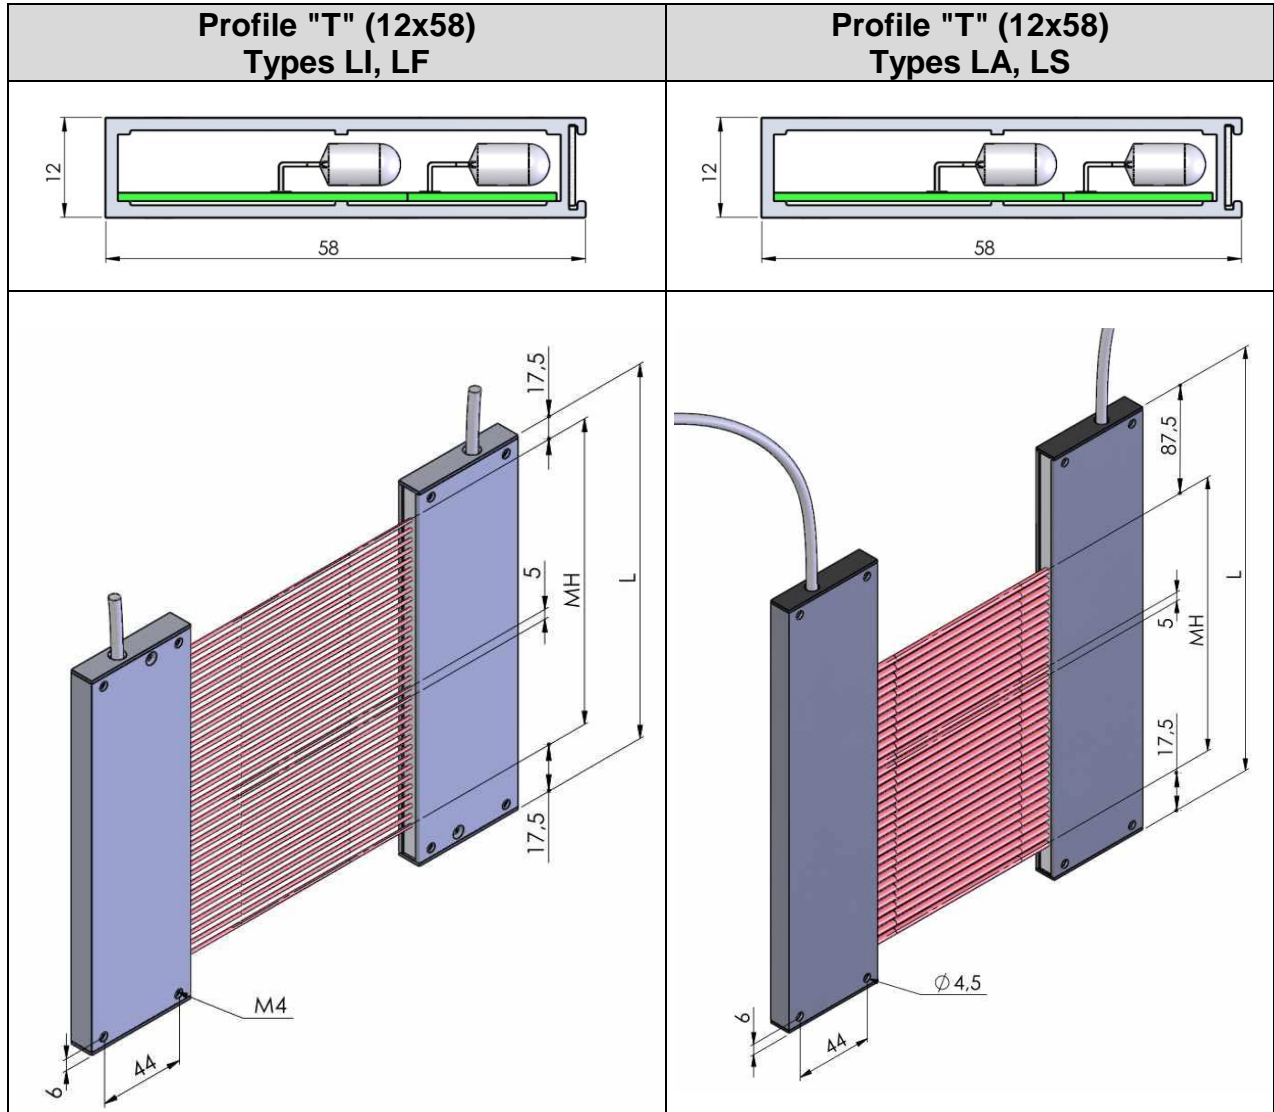 Profile "T" (12x58)
Types LI, LF
Profile "T" (12x58)
Types LA, LS
12
58
12
58
17,5
MH
L
5
17,5
M4
44
6
87,5
L
5
MH
17,5
Ø 4,5
6
44